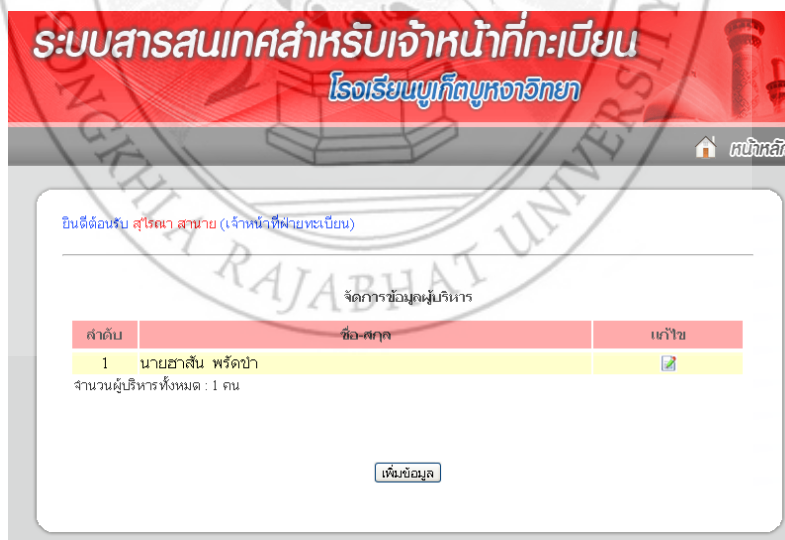 ระบบสารสนเทศสำหรับเจ้าหน้าที่ทะเบียน
โรงเรียนบูเก็ตบูหงาวิทยา
หน้าหลัก
ยินดีต้อนรับ สุไรณา สานาย (เจ้าหน้าที่ฝ่ายทะเบียน)
จัดการข้อมูลผู้บริหาร
ลำดับ ชื่อ-สกุล แก้ไข
1 นายฮาสัน พรัดขำ
จำนวนผู้บริหารทั้งหมด : 1 คน
เพิ่มข้อมูล
RAJABHAT UNIVERSITY